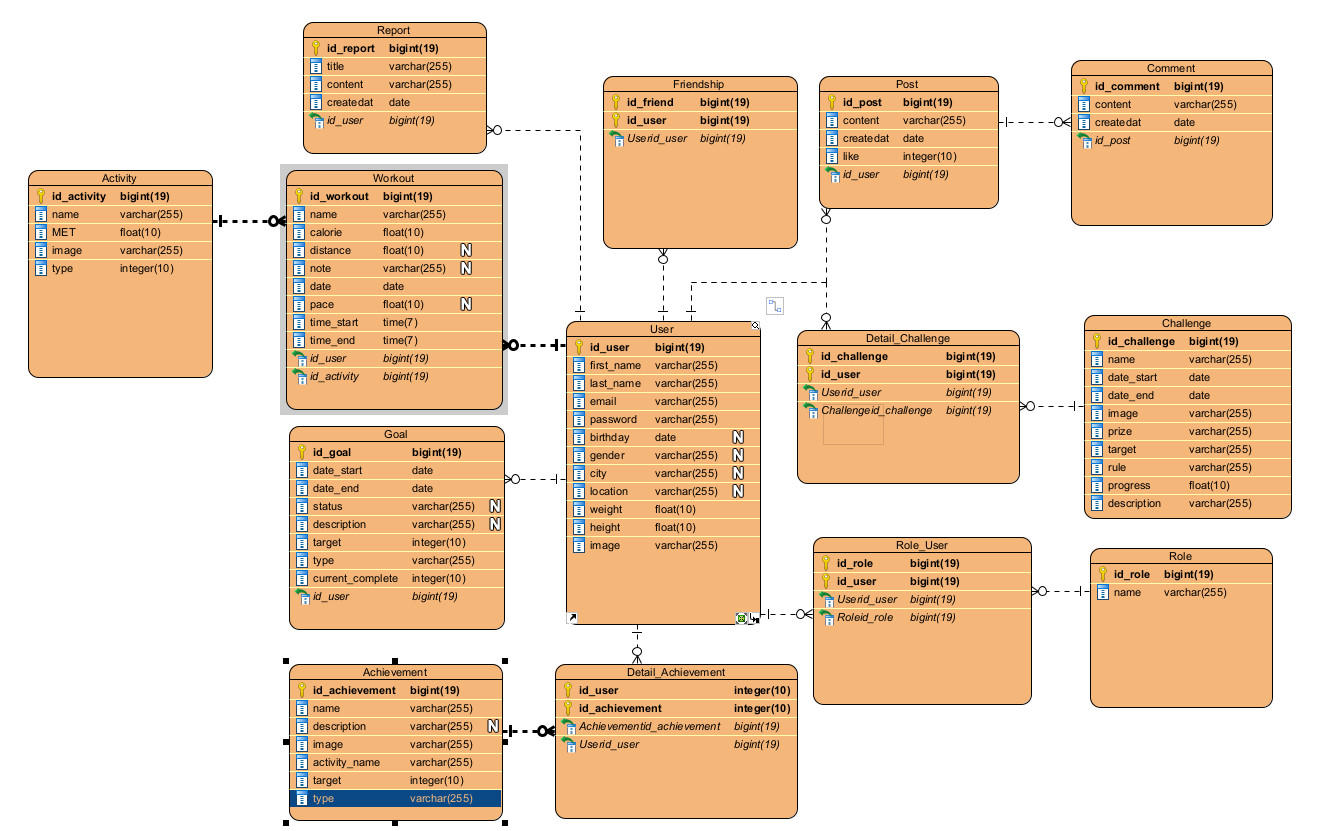 Report
id_report bigint(19)
title varchar(255)
content varchar(255)
createdat date
id_user bigint(19)
Friendship
id_friend bigint(19)
id_user bigint(19)
Userid_user bigint(19)
Post
id_post bigint(19)
content varchar(255)
createdat date
like integer(10)
id_user bigint(19)
Comment
id_comment bigint(19)
content varchar(255)
createdat date
id_post bigint(19)
Activity
id_activity bigint(19)
name varchar(255)
MET float(10)
image varchar(255)
type integer(10)
Workout
id_workout bigint(19)
name varchar(255)
calorie float(10)
distance float(10) N
note varchar(255) N
date date
pace float(10) N
time_start time(7)
time_end time(7)
id_user bigint(19)
id_activity bigint(19)
User
id_user bigint(19)
first_name varchar(255)
last_name varchar(255)
email varchar(255)
password varchar(255)
birthday date N
gender varchar(255) N
city varchar(255) N
location varchar(255) N
weight float(10)
height float(10)
image varchar(255)
Detail_Challenge
id_challenge bigint(19)
id_user bigint(19)
Userid_user bigint(19)
Challengeid_challenge bigint(19)
Challenge
id_challenge bigint(19)
name varchar(255)
date_start date
date_end date
image varchar(255)
prize varchar(255)
target varchar(255)
rule varchar(255)
progress float(10)
description varchar(255)
Goal
id_goal bigint(19)
date_start date
date_end date
status varchar(255) N
description varchar(255) N
target integer(10)
type varchar(255)
current_complete integer(10)
id_user bigint(19)
Role_User
id_role bigint(19)
id_user bigint(19)
Userid_user bigint(19)
Roleid_role bigint(19)
Role
id_role bigint(19)
name varchar(255)
Achievement
id_achievement bigint(19)
name varchar(255)
description varchar(255) N
image varchar(255)
activity_name varchar(255)
target integer(10)
type varchar(255)
Detail_Achievement
id_user integer(10)
id_achievement integer(10)
Achievementid_achievement bigint(19)
Userid_user bigint(19)